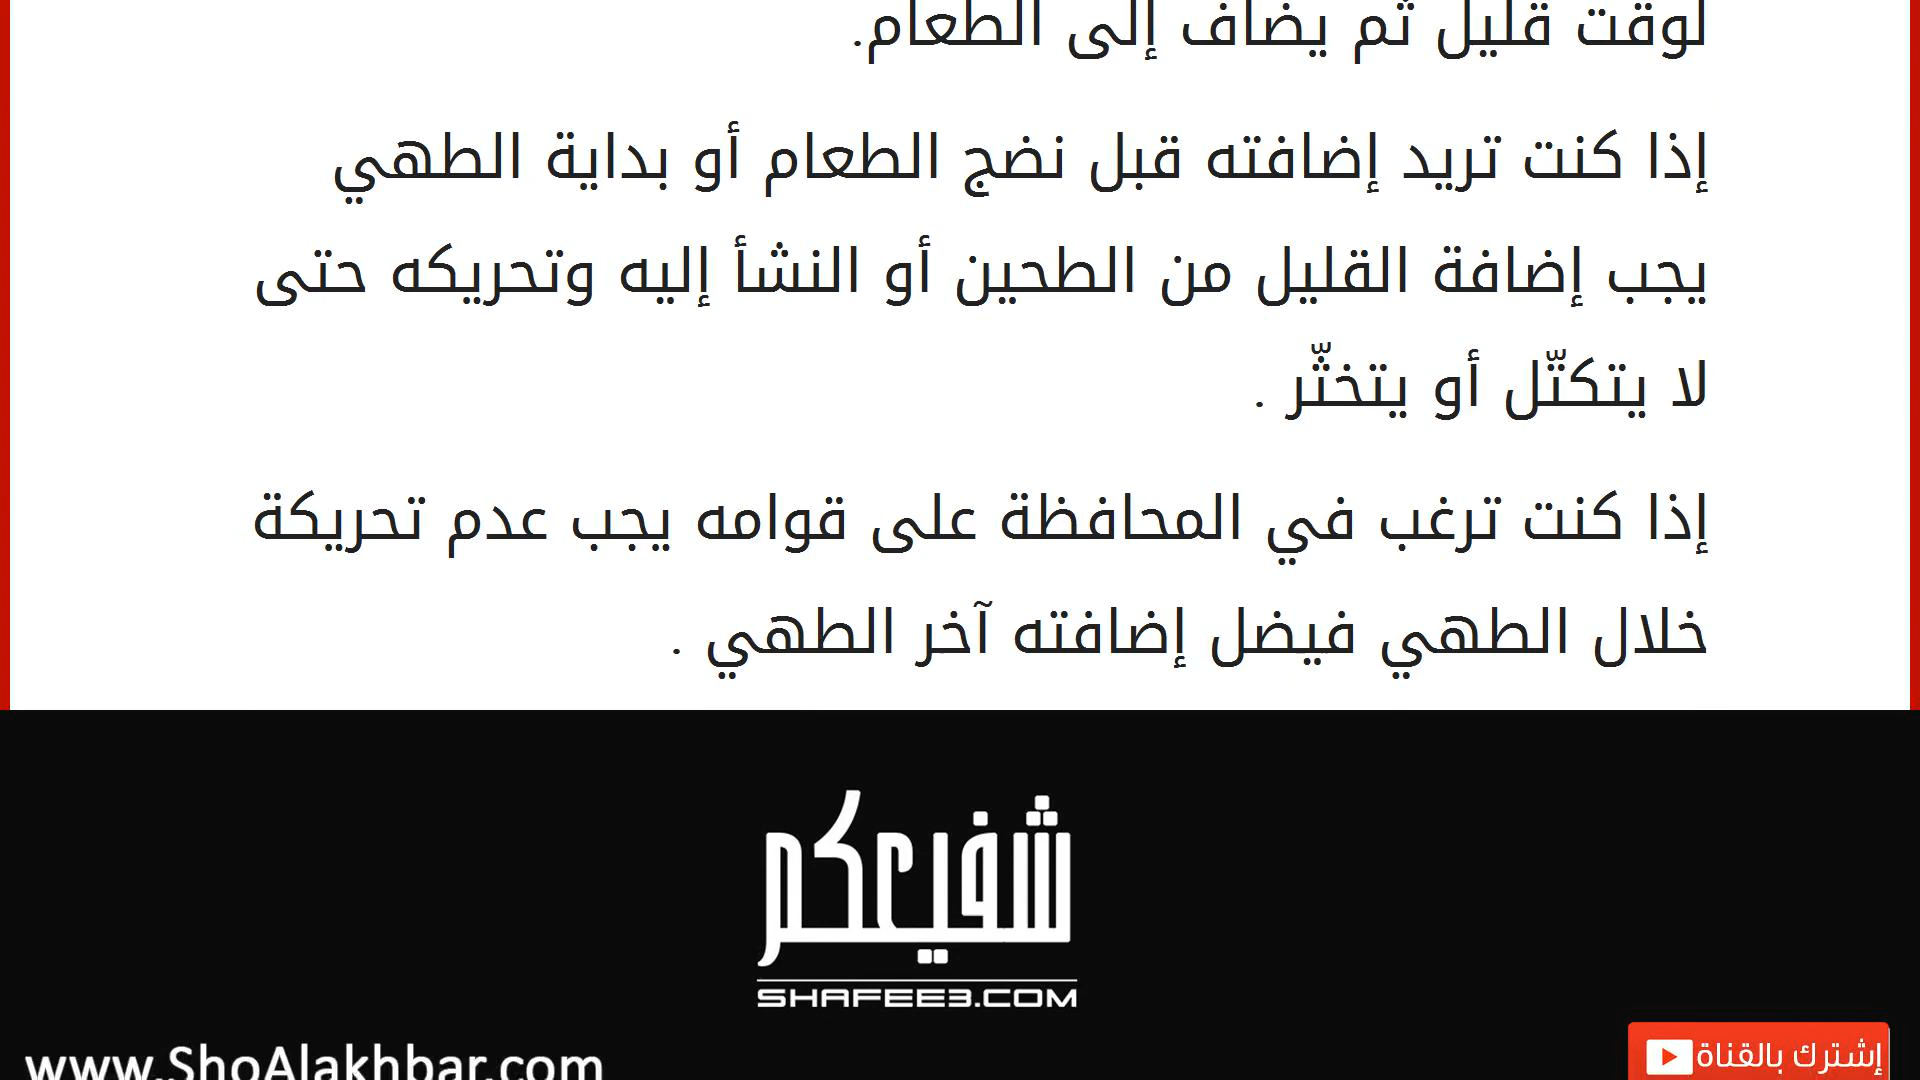 لوقت قليل ثم يضاف إلى الطعام.
إذا كنت تريد إضافته قبل نضج الطعام أو بداية الطهي
يجب إضافة القليل من الطحين أو النشأ إليه وتحريكه حتى
لا يتكتّل أو يتخثّر .
إذا كنت ترغب في المحافظة على قوامه يجب عدم تحريكة
خلال الطهي فيضل إضافته آخر الطهي .
شفيعكم
SHAFEE3.COM
www.ShoAlakhbar.com
إشترك بالقناة